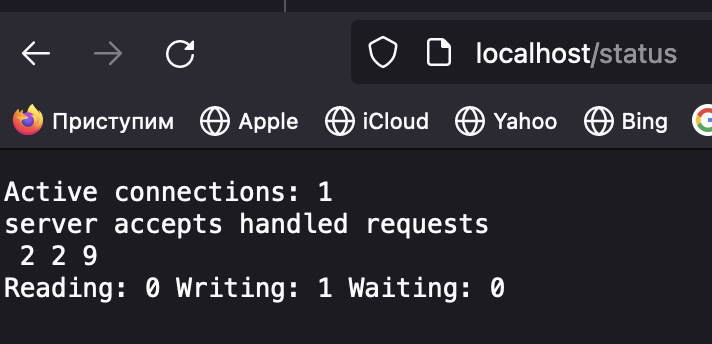 localhost/status
Приступим Apple iCloud Yahoo Bing
Active connections: 1
server accepts handled requests
2 2 9
Reading: 0 Writing: 1 Waiting: 0